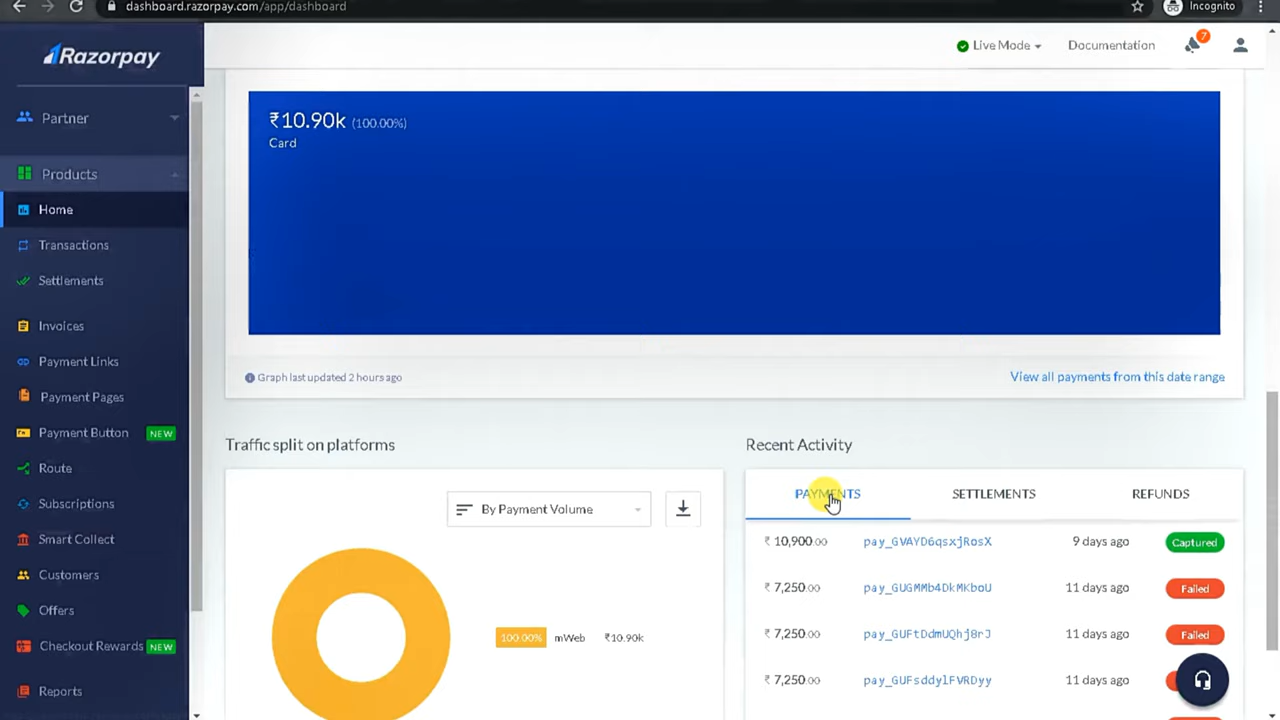 dashboard.razorpay.com/app/dashboard
Incognito
Razorpay
Live Mode
Documentation
7
Partner
Products
Home
Transactions
Settlements
Invoices
Payment Links
Payment Pages
Payment Button NEW
Route
Subscriptions
Smart Collect
Customers
Offers
Checkout Rewards NEW
Reports
₹10.90k (100.00%)
Card
Graph last updated 2 hours ago
View all payments from this date range
Traffic split on platforms
By Payment Volume
100.00% mWeb ₹10.90k
Recent Activity
PAYMENTS SETTLEMENTS REFUNDS
₹ 10,900.00 pay_GVAYD6qsxjRosX 9 days ago Captured
₹ 7,250.00 pay_GUGMMb4DkMKboU 11 days ago Failed
₹ 7,250.00 pay_GUFtDdmUQhj8rJ 11 days ago Failed
₹ 7,250.00 pay_GUFsddylFVRDyy 11 days ago